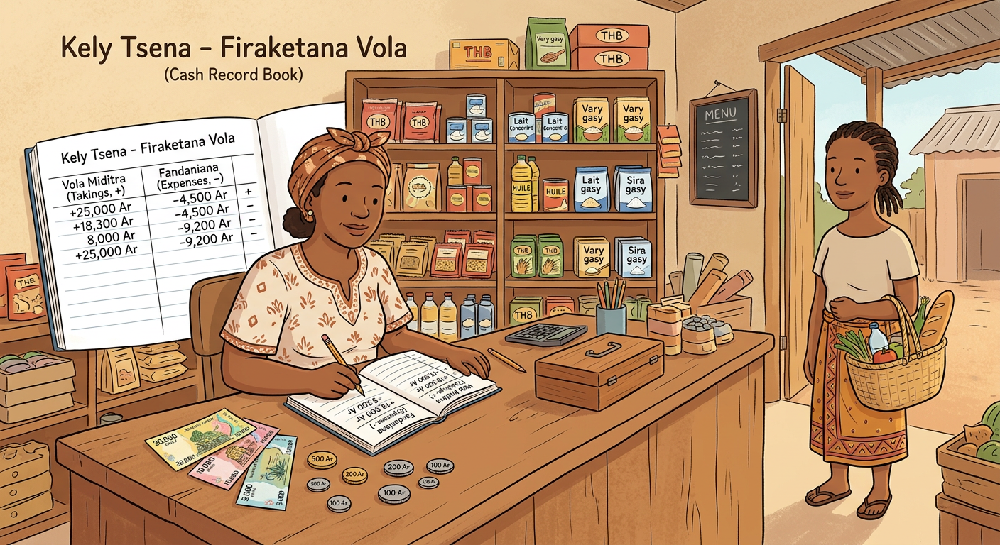 Kely Tsena – Firaketana Vola
(Cash Record Book)
THB
Very gasy
THB
THB
Kely Tsena - Firaketana Vola
Vola Miditra
(Takings, +)
Fandaniana
(Expenses, –)
+25,000 Ar
–4,500 Ar
+
+18,300 Ar
–4,500 Ar
–
8,000 Ar
–9,200 Ar
–
+25,000 Ar
–9,200 Ar
–
THB
THB
Lait
Concentré
Lait
Vary
gasy
Vary
gasy
MENU
HUILE
HUILE
Lait
gasy
Sira
gasy
THB
Vary
gasy
Sira
gasy
THB
THB
20,000
10,000
5,000
500 Ar
200 Ar
200 Ar
100 Ar
100 Ar